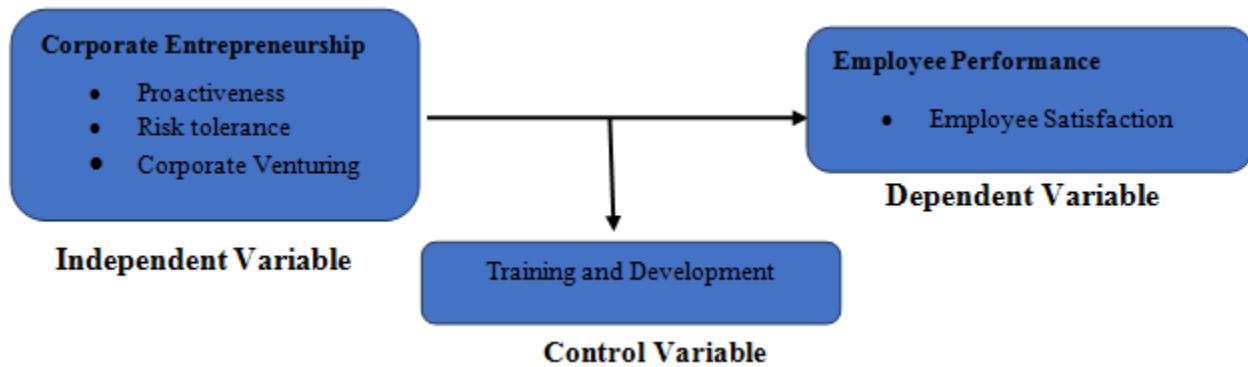 Corporate Entrepreneurship
• Proactiveness
• Risk tolerance
• Corporate Venturing
Independent Variable
Employee Performance
• Employee Satisfaction
Dependent Variable
Training and Development
Control Variable